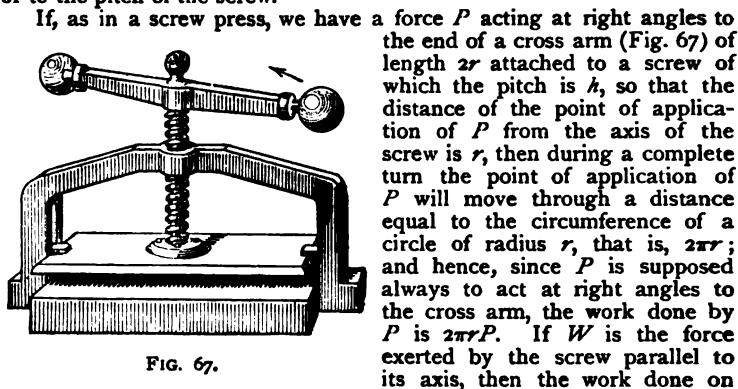 or to the pitch of the screw.
If, as in a screw press, we have a force P acting at right angles to
the end of a cross arm (Fig. 67) of
length 2r attached to a screw of
which the pitch is h, so that the
distance of the point of applica-
tion of P from the axis of the
screw is r, then during a complete
turn the point of application of
P will move through a distance
equal to the circumference of a
circle of radius r, that is, 2πr;
and hence, since P is supposed
always to act at right angles to
the cross arm, the work done by
P is 2πrP. If W is the force
exerted by the screw parallel to
its axis, then the work done on
FIG. 67.